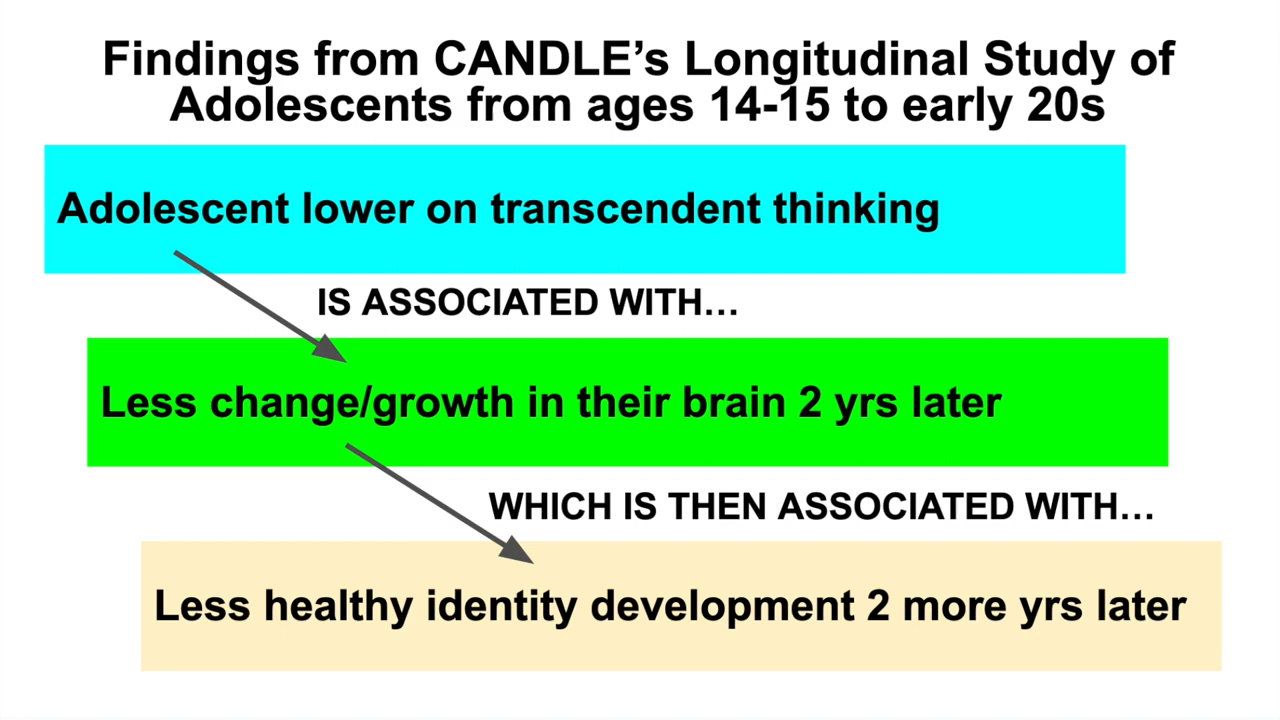 Findings from CANDLE’s Longitudinal Study of
Adolescents from ages 14-15 to early 20s
Adolescent lower on transcendent thinking
IS ASSOCIATED WITH…
Less change/growth in their brain 2 yrs later
WHICH IS THEN ASSOCIATED WITH…
Less healthy identity development 2 more yrs later